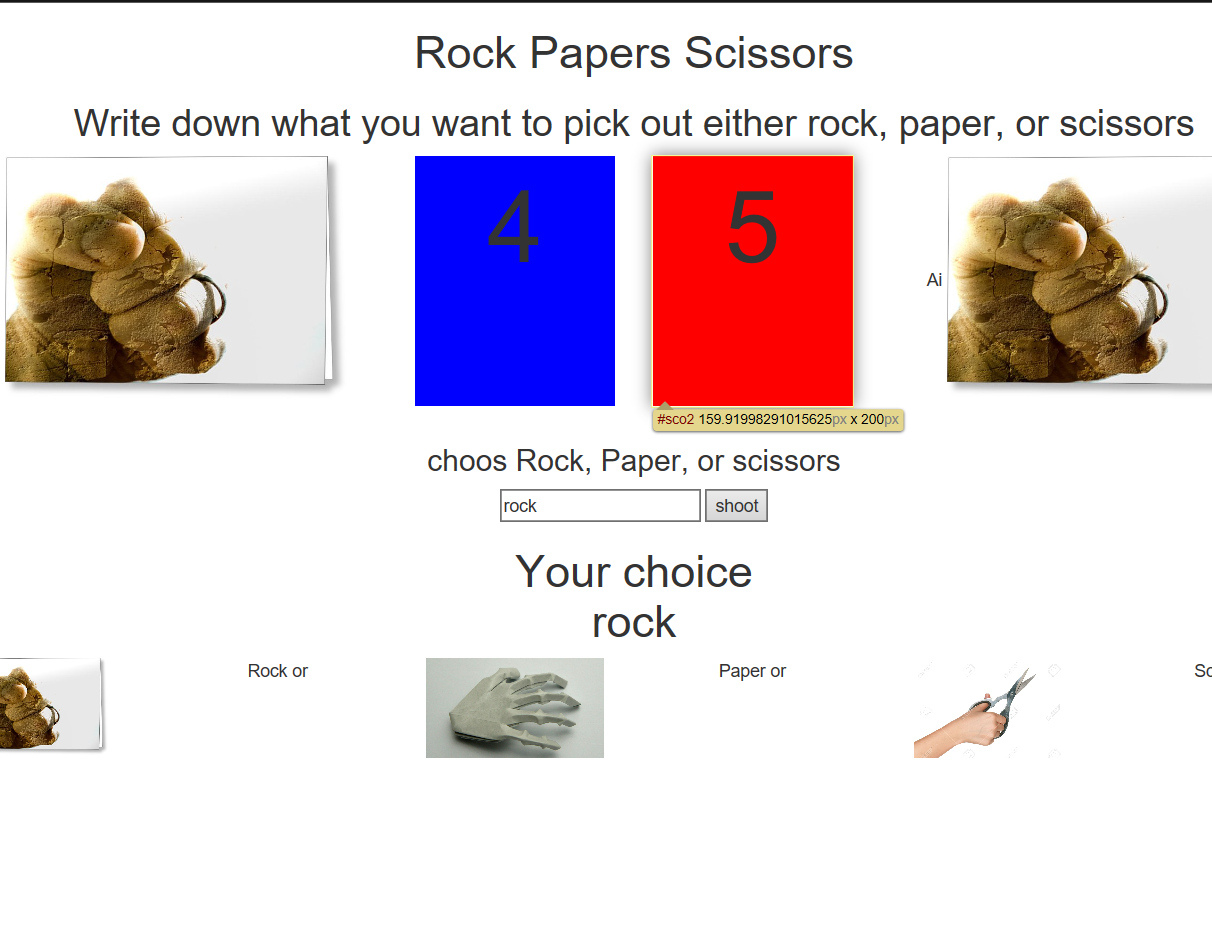 Rock Papers Scissors
Write down what you want to pick out either rock, paper, or scissors
4
5
Ai
#sco2 159.91998291015625px x 200px
choos Rock, Paper, or scissors
rock
shoot
Your choice
rock
Rock or
Paper or